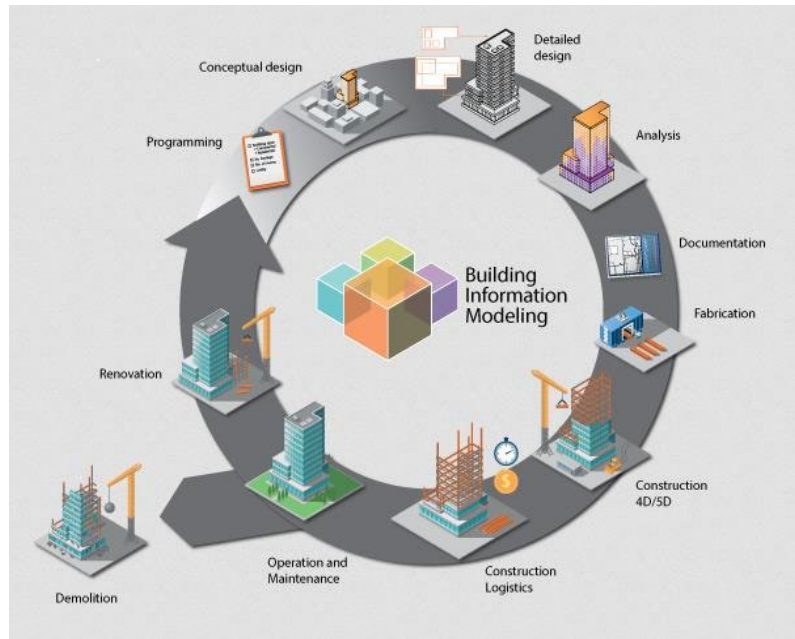 Detailed
design
Conceptual design
Programming
Analysis
Documentation
Building
Information
Modeling
Fabrication
Renovation
Construction
4D/5D
Operation and
Maintenance
Construction
Logistics
Demolition
$